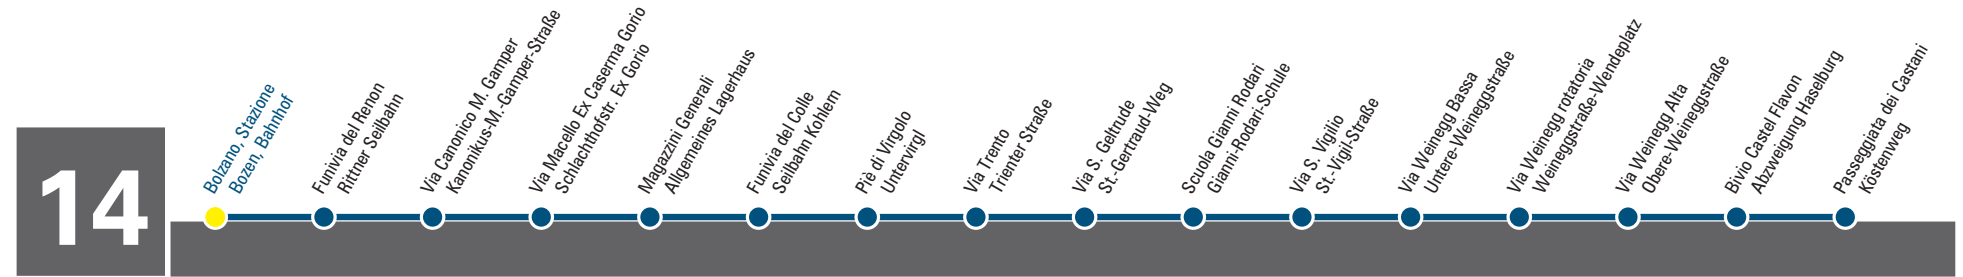 14
Bolzano, Stazione
Bozen, Bahnhof
Funivia del Renon
Rittner Seilbahn
Via Canonico M. Gamper
Kanonikus-M.-Gamper-Straße
Via Macello Ex Caserma Gorio
Schlachthofstr. Ex Gorio
Magazzini Generali
Allgemeines Lagerhaus
Funivia del Colle
Seilbahn Kohlern
Piè di Virgolo
Untervirgl
Via Trento
Trienter Straße
Via S. Geltrude
St.-Gertraud-Weg
Scuola Gianni Rodari
Gianni-Rodari-Schule
Via S. Vigilio
St.-Vigil-Straße
Via Weinegg Bassa
Untere-Weineggstraße
Via Weinegg rotatoria
Weineggstraße-Wendeplatz
Via Weinegg Alta
Obere-Weineggstraße
Bivio Castel Flavon
Abzweigung Haselburg
Passeggiata dei Castani
Köstenweg